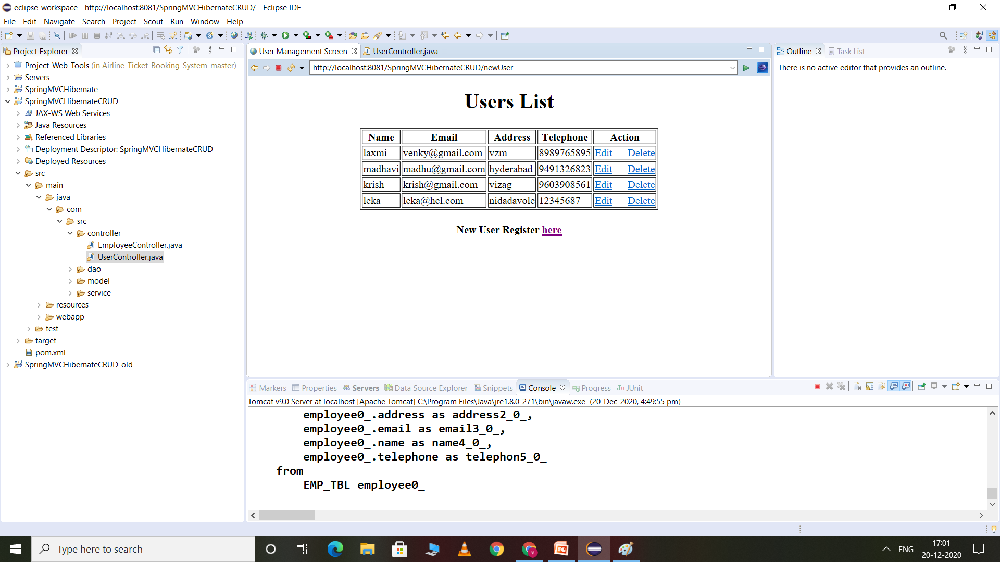 eclipse-workspace - http://localhost:8081/SpringMVCHibernateCRUD/ - Eclipse IDE
File Edit Navigate Search Project Scout Run Window Help
Project Explorer
Project_Web_Tools (in Airline-Ticket-Booking-System-master)
Servers
SpringMVCHibernate
SpringMVCHibernateCRUD
JAX-WS Web Services
Java Resources
Referenced Libraries
Deployment Descriptor: SpringMVCHibernateCRUD
Deployed Resources
src
main
java
com
src
controller
EmployeeController.java
UserController.java
dao
model
service
resources
webapp
test
target
pom.xml
SpringMVCHibernateCRUD_old
User Management Screen UserController.java
http://localhost:8081/SpringMVCHibernateCRUD/newUser
Users List
Name Email Address Telephone Action
laxmi venky@gmail.com vzm 8989765895 Edit Delete
madhavi madhu@gmail.com hyderabad 9491326823 Edit Delete
krish krish@gmail.com vizag 9603908561 Edit Delete
leka leka@hcl.com nidadavole 12345687 Edit Delete
New User Register here
Outline Task List
There is no active editor that provides an outline.
Markers Properties Servers Data Source Explorer Snippets Console Progress JUnit
Tomcat v9.0 Server at localhost [Apache Tomcat] C:\Program Files\Java\jre1.8.0_271\bin\javaw.exe (20-Dec-2020, 4:49:55 pm)
employee0_.address as address2_0_,
employee0_.email as email3_0_,
employee0_.name as name4_0_,
employee0_.telephone as telephon5_0_
from
EMP_TBL employee0_
Type here to search
ENG
17:01
20-12-2020